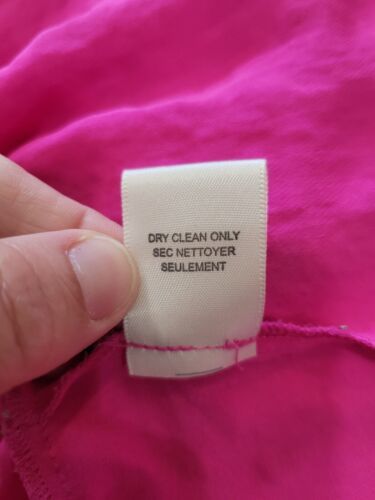 DRY CLEAN ONLY
SEC NETTOYER
SEULEMENT